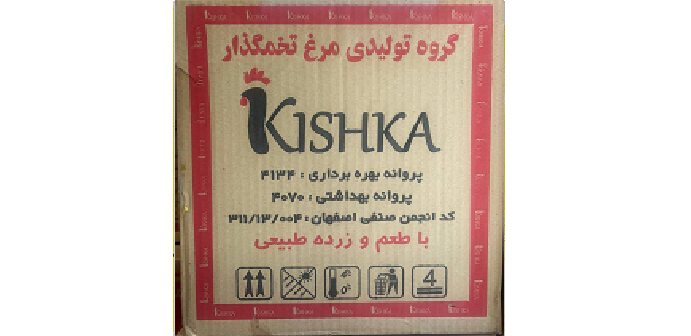 گروه تولیدی مرغ تخمگذار
KISHKA
پروانه بهره برداری : ۴۱۳۴
پروانه بهداشتی : ۴۰۷۰
کد انجمن صنفی اصفهان : ۳۱۱/۱۳/۰۰۴
با طعم و زرده طبیعی
4